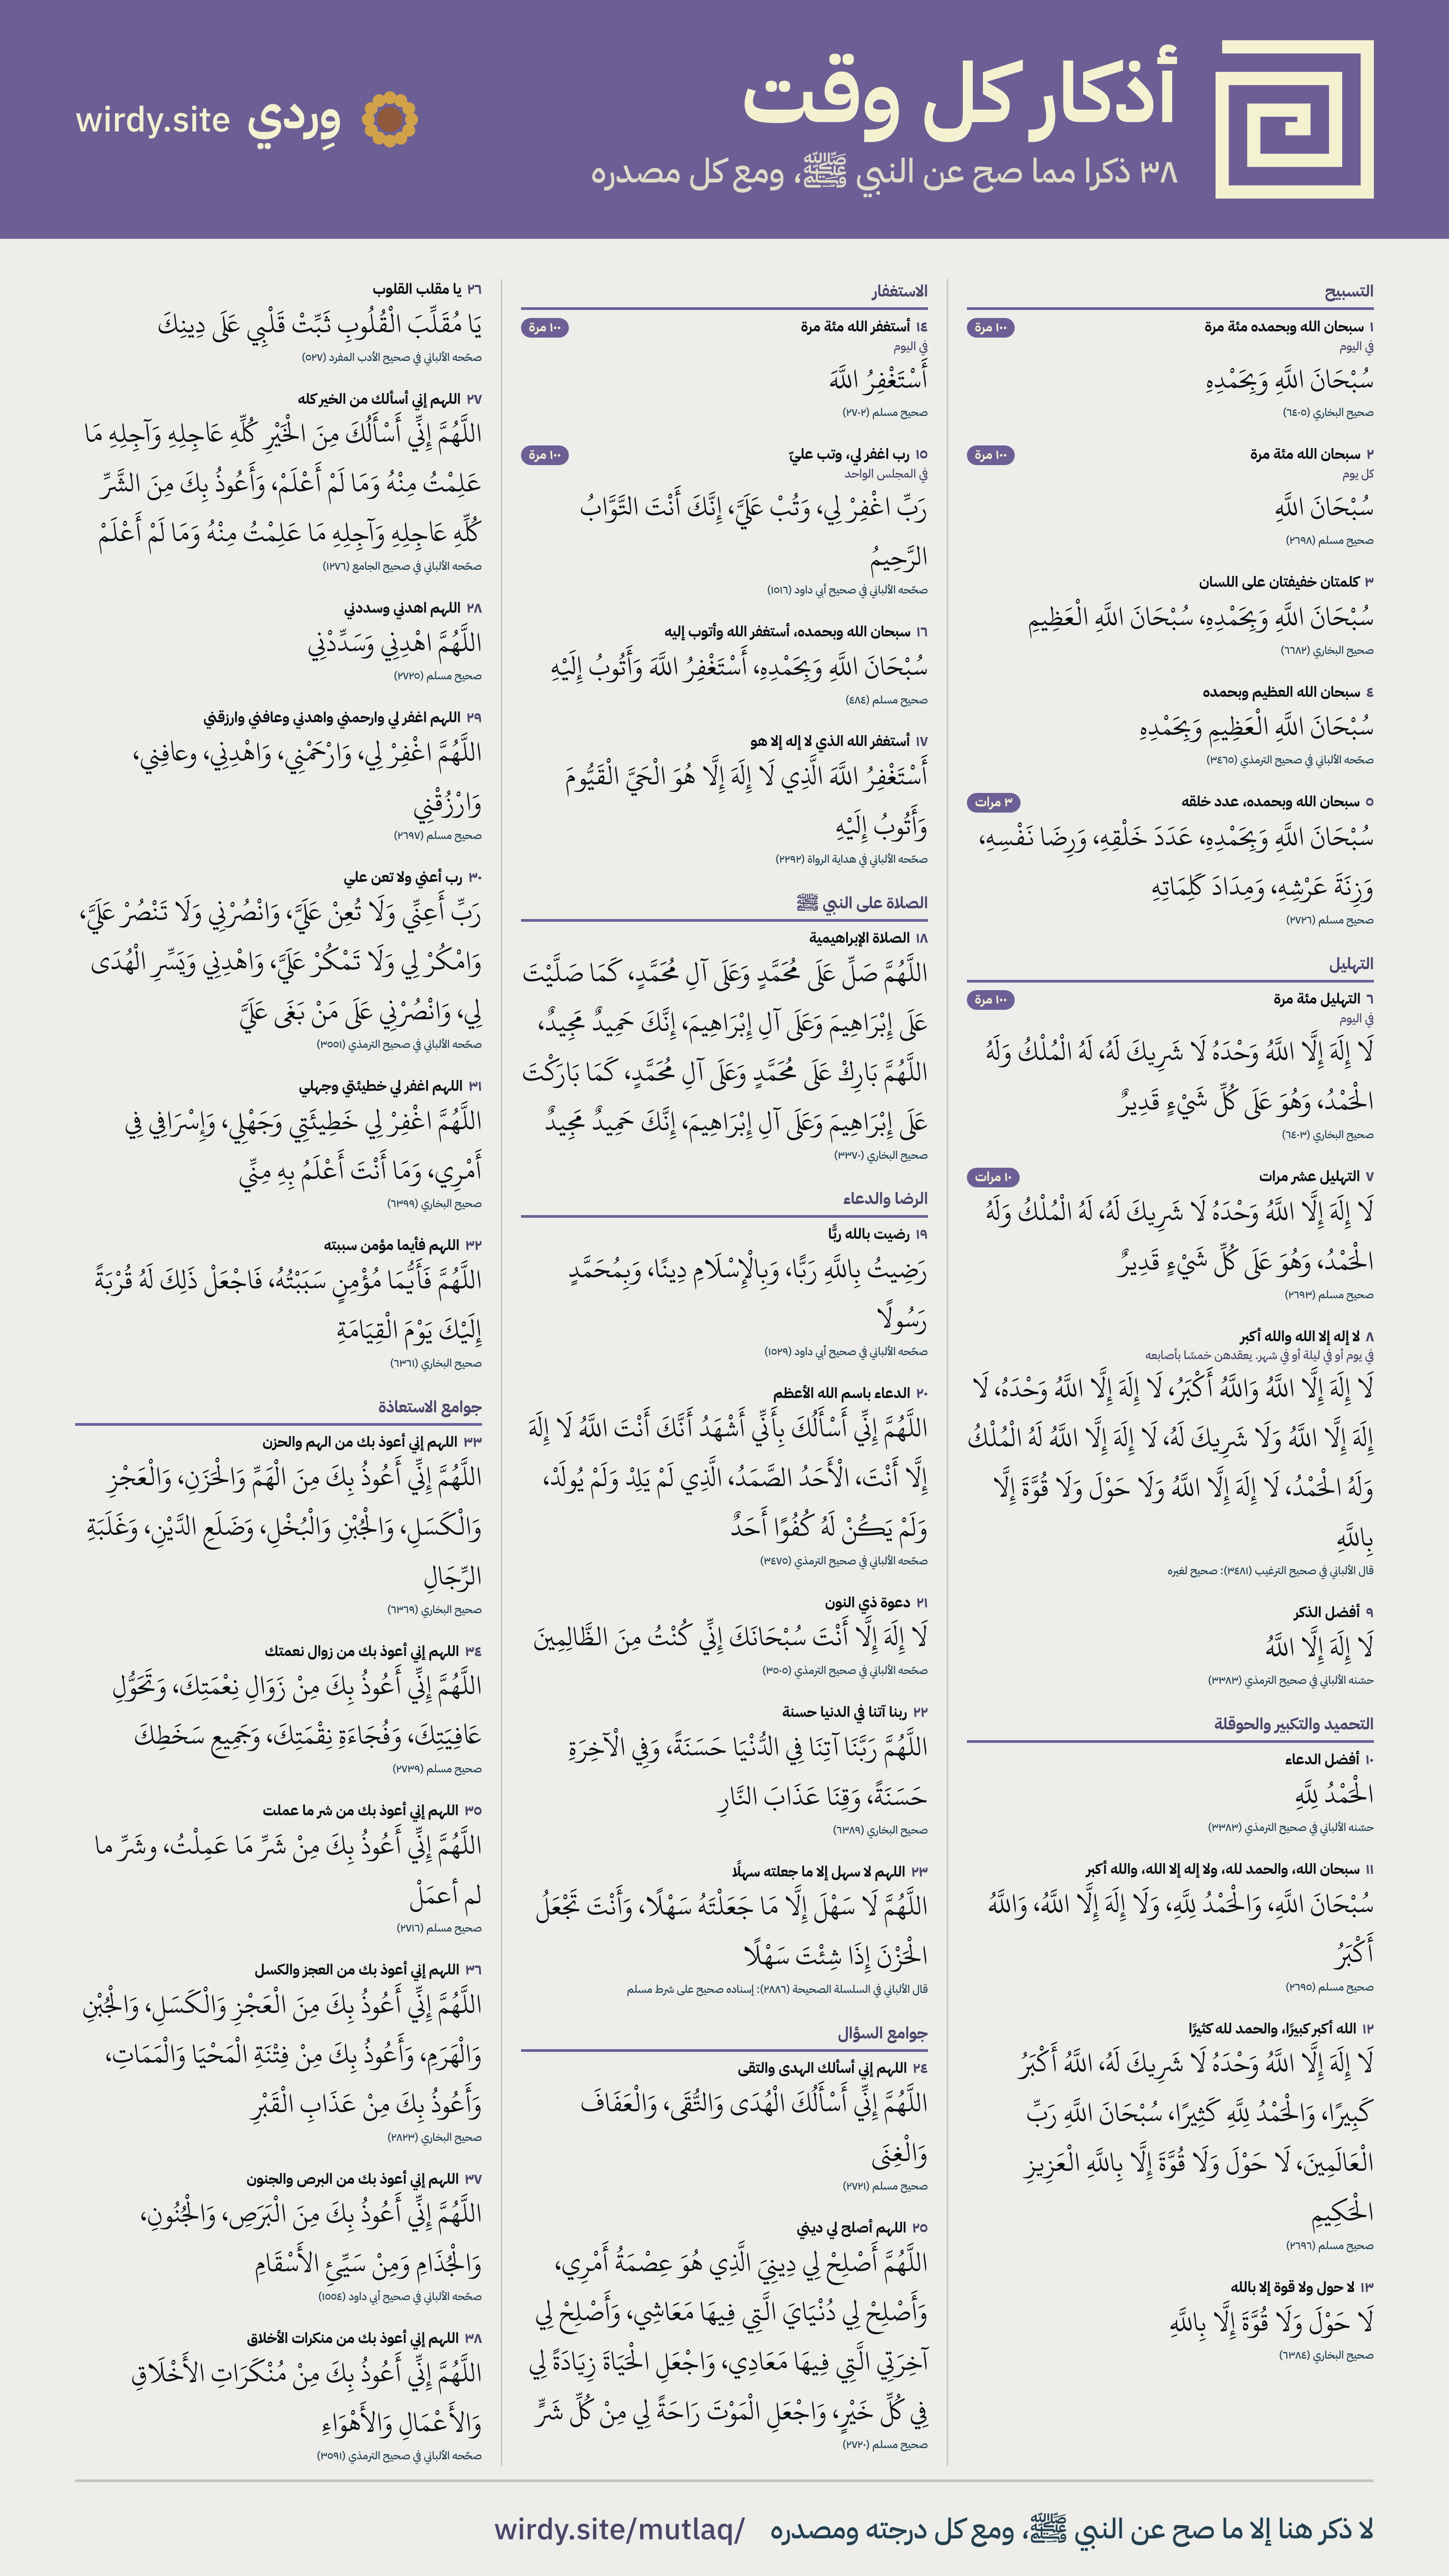 أذكار كل وقت
٣٨ ذكرا مما صح عن النبي ﷺ، ومع كل مصدره
وِردي wirdy.site
التسبيح
١ سبحان الله وبحمده مئة مرة
١٠٠ مرة
في اليوم
سُبْحَانَ اللَّهِ وَبِحَمْدِهِ
صحيح البخاري (٦٤٠٥)
٢ سبحان الله مئة مرة
١٠٠ مرة
كل يوم
سُبْحَانَ اللَّهِ
صحيح مسلم (٢٦٩٨)
٣ كلمتان خفيفتان على اللسان
سُبْحَانَ اللَّهِ وَبِحَمْدِهِ، سُبْحَانَ اللَّهِ الْعَظِيمِ
صحيح البخاري (٦٦٨٢)
٤ سبحان الله العظيم وبحمده
سُبْحَانَ اللَّهِ الْعَظِيمِ وَبِحَمْدِهِ
صحّحه الألباني في صحيح الترمذي (٣٤٦٥)
٥ سبحان الله وبحمده، عدد خلقه
٣ مرات
سُبْحَانَ اللَّهِ وَبِحَمْدِهِ، عَدَدَ خَلْقِهِ، وَرِضَا نَفْسِهِ،
وَزِنَةَ عَرْشِهِ، وَمِدَادَ كَلِمَاتِهِ
صحيح مسلم (٢٧٢٦)
التهليل
٦ التهليل مئة مرة
١٠٠ مرة
في اليوم
لَا إِلَهَ إِلَّا اللَّهُ وَحْدَهُ لَا شَرِيكَ لَهُ، لَهُ الْمُلْكُ وَلَهُ
الْحَمْدُ، وَهُوَ عَلَى كُلِّ شَيْءٍ قَدِيرٌ
صحيح البخاري (٦٤٠٣)
٧ التهليل عشر مرات
١٠ مرات
لَا إِلَهَ إِلَّا اللَّهُ وَحْدَهُ لَا شَرِيكَ لَهُ، لَهُ الْمُلْكُ وَلَهُ
الْحَمْدُ، وَهُوَ عَلَى كُلِّ شَيْءٍ قَدِيرٌ
صحيح مسلم (٢٦٩٣)
٨ لا إله إلا الله والله أكبر
في يوم أو في ليلة أو في شهر. يعقدهن خمسًا بأصابعه
لَا إِلَهَ إِلَّا اللَّهُ وَاللَّهُ أَكْبَرُ، لَا إِلَهَ إِلَّا اللَّهُ وَحْدَهُ، لَا
إِلَهَ إِلَّا اللَّهُ وَلَا شَرِيكَ لَهُ، لَا إِلَهَ إِلَّا اللَّهُ لَهُ الْمُلْكُ
وَلَهُ الْحَمْدُ، لَا إِلَهَ إِلَّا اللَّهُ وَلَا حَوْلَ وَلَا قُوَّةَ إِلَّا
بِاللَّهِ
قال الألباني في صحيح الترغيب (٣٤٨١): صحيح لغيره
٩ أفضل الذكر
لَا إِلَهَ إِلَّا اللَّهُ
حسّنه الألباني في صحيح الترمذي (٣٣٨٣)
التحميد والتكبير والحوقلة
١٠ أفضل الدعاء
الْحَمْدُ لِلَّهِ
حسّنه الألباني في صحيح الترمذي (٣٣٨٣)
١١ سبحان الله، والحمد لله، ولا إله إلا الله، والله أكبر
سُبْحَانَ اللَّهِ، وَالْحَمْدُ لِلَّهِ، وَلَا إِلَهَ إِلَّا اللَّهُ، وَاللَّهُ
أَكْبَرُ
صحيح مسلم (٢٦٩٥)
١٢ الله أكبر كبيرًا، والحمد لله كثيرًا
لَا إِلَهَ إِلَّا اللَّهُ وَحْدَهُ لَا شَرِيكَ لَهُ، اللَّهُ أَكْبَرُ
كَبِيرًا، وَالْحَمْدُ لِلَّهِ كَثِيرًا، سُبْحَانَ اللَّهِ رَبِّ
الْعَالَمِينَ، لَا حَوْلَ وَلَا قُوَّةَ إِلَّا بِاللَّهِ الْعَزِيزِ
الْحَكِيمِ
صحيح مسلم (٢٦٩٦)
١٣ لا حول ولا قوة إلا بالله
لَا حَوْلَ وَلَا قُوَّةَ إِلَّا بِاللَّهِ
صحيح البخاري (٦٣٨٤)
الاستغفار
١٤ أستغفر الله مئة مرة
١٠٠ مرة
في اليوم
أَسْتَغْفِرُ اللَّهَ
صحيح مسلم (٢٧٠٢)
١٥ رب اغفر لي، وتب عليّ
١٠٠ مرة
في المجلس الواحد
رَبِّ اغْفِرْ لِي، وَتُبْ عَلَيَّ، إِنَّكَ أَنْتَ التَّوَّابُ
الرَّحِيمُ
صحّحه الألباني في صحيح أبي داود (١٥١٦)
١٦ سبحان الله وبحمده، أستغفر الله وأتوب إليه
سُبْحَانَ اللَّهِ وَبِحَمْدِهِ، أَسْتَغْفِرُ اللَّهَ وَأَتُوبُ إِلَيْهِ
صحيح مسلم (٤٨٤)
١٧ أستغفر الله الذي لا إله إلا هو
أَسْتَغْفِرُ اللَّهَ الَّذِي لَا إِلَهَ إِلَّا هُوَ الْحَيَّ الْقَيُّومَ
وَأَتُوبُ إِلَيْهِ
صحّحه الألباني في هداية الرواة (٢٢٩٢)
الصلاة على النبي ﷺ
١٨ الصلاة الإبراهيمية
اللَّهُمَّ صَلِّ عَلَى مُحَمَّدٍ وَعَلَى آلِ مُحَمَّدٍ، كَمَا صَلَّيْتَ
عَلَى إِبْرَاهِيمَ وَعَلَى آلِ إِبْرَاهِيمَ، إِنَّكَ حَمِيدٌ مَجِيدٌ،
اللَّهُمَّ بَارِكْ عَلَى مُحَمَّدٍ وَعَلَى آلِ مُحَمَّدٍ، كَمَا بَارَكْتَ
عَلَى إِبْرَاهِيمَ وَعَلَى آلِ إِبْرَاهِيمَ، إِنَّكَ حَمِيدٌ مَجِيدٌ
صحيح البخاري (٣٣٧٠)
الرضا والدعاء
١٩ رضيت بالله ربًّا
رَضِيتُ بِاللَّهِ رَبًّا، وَبِالْإِسْلَامِ دِينًا، وَبِمُحَمَّدٍ
رَسُولًا
صحّحه الألباني في صحيح أبي داود (١٥٢٩)
٢٠ الدعاء باسم الله الأعظم
اللَّهُمَّ إِنِّي أَسْأَلُكَ بِأَنِّي أَشْهَدُ أَنَّكَ أَنْتَ اللَّهُ لَا إِلَهَ
إِلَّا أَنْتَ، الْأَحَدُ الصَّمَدُ، الَّذِي لَمْ يَلِدْ وَلَمْ يُولَدْ،
وَلَمْ يَكُنْ لَهُ كُفُوًا أَحَدٌ
صحّحه الألباني في صحيح الترمذي (٣٤٧٥)
٢١ دعوة ذي النون
لَا إِلَهَ إِلَّا أَنْتَ سُبْحَانَكَ إِنِّي كُنْتُ مِنَ الظَّالِمِينَ
صحّحه الألباني في صحيح الترمذي (٣٥٠٥)
٢٢ ربنا آتنا في الدنيا حسنة
اللَّهُمَّ رَبَّنَا آتِنَا فِي الدُّنْيَا حَسَنَةً، وَفِي الْآخِرَةِ
حَسَنَةً، وَقِنَا عَذَابَ النَّارِ
صحيح البخاري (٦٣٨٩)
٢٣ اللهم لا سهل إلا ما جعلته سهلًا
اللَّهُمَّ لَا سَهْلَ إِلَّا مَا جَعَلْتَهُ سَهْلًا، وَأَنْتَ تَجْعَلُ
الْحَزْنَ إِذَا شِئْتَ سَهْلًا
قال الألباني في السلسلة الصحيحة (٢٨٨٦): إسناده صحيح على شرط مسلم
جوامع السؤال
٢٤ اللهم إني أسألك الهدى والتقى
اللَّهُمَّ إِنِّي أَسْأَلُكَ الْهُدَى وَالتُّقَى، وَالْعَفَافَ
وَالْغِنَى
صحيح مسلم (٢٧٢١)
٢٥ اللهم أصلح لي ديني
اللَّهُمَّ أَصْلِحْ لِي دِينِيَ الَّذِي هُوَ عِصْمَةُ أَمْرِي،
وَأَصْلِحْ لِي دُنْيَايَ الَّتِي فِيهَا مَعَاشِي، وَأَصْلِحْ لِي
آخِرَتِي الَّتِي فِيهَا مَعَادِي، وَاجْعَلِ الْحَيَاةَ زِيَادَةً لِي
فِي كُلِّ خَيْرٍ، وَاجْعَلِ الْمَوْتَ رَاحَةً لِي مِنْ كُلِّ شَرٍّ
صحيح مسلم (٢٧٢٠)
٢٦ يا مقلب القلوب
يَا مُقَلِّبَ الْقُلُوبِ ثَبِّتْ قَلْبِي عَلَى دِينِكَ
صحّحه الألباني في صحيح الأدب المفرد (٥٢٧)
٢٧ اللهم إني أسألك من الخير كله
اللَّهُمَّ إِنِّي أَسْأَلُكَ مِنَ الْخَيْرِ كُلِّهِ عَاجِلِهِ وَآجِلِهِ مَا
عَلِمْتُ مِنْهُ وَمَا لَمْ أَعْلَمْ، وَأَعُوذُ بِكَ مِنَ الشَّرِّ
كُلِّهِ عَاجِلِهِ وَآجِلِهِ مَا عَلِمْتُ مِنْهُ وَمَا لَمْ أَعْلَمْ
صحّحه الألباني في صحيح الجامع (١٢٧٦)
٢٨ اللهم اهدني وسددني
اللَّهُمَّ اهْدِنِي وَسَدِّدْنِي
صحيح مسلم (٢٧٢٥)
٢٩ اللهم اغفر لي وارحمني واهدني وعافني وارزقني
اللَّهُمَّ اغْفِرْ لِي، وَارْحَمْنِي، وَاهْدِنِي، وعافِنِي،
وَارْزُقْنِي
صحيح مسلم (٢٦٩٧)
٣٠ رب أعني ولا تعن علي
رَبِّ أَعِنِّي وَلَا تُعِنْ عَلَيَّ، وَانْصُرْنِي وَلَا تَنْصُرْ عَلَيَّ،
وَامْكُرْ لِي وَلَا تَمْكُرْ عَلَيَّ، وَاهْدِنِي وَيَسِّرِ الْهُدَى
لِي، وَانْصُرْنِي عَلَى مَنْ بَغَى عَلَيَّ
صحّحه الألباني في صحيح الترمذي (٣٥٥١)
٣١ اللهم اغفر لي خطيئتي وجهلي
اللَّهُمَّ اغْفِرْ لِي خَطِيئَتِي وَجَهْلِي، وَإِسْرَافِي فِي
أَمْرِي، وَمَا أَنْتَ أَعْلَمُ بِهِ مِنِّي
صحيح البخاري (٦٣٩٩)
٣٢ اللهم فأيما مؤمن سببته
اللَّهُمَّ فَأَيُّمَا مُؤْمِنٍ سَبَبْتُهُ، فَاجْعَلْ ذَلِكَ لَهُ قُرْبَةً
إِلَيْكَ يَوْمَ الْقِيَامَةِ
صحيح البخاري (٦٣٦١)
جوامع الاستعاذة
٣٣ اللهم إني أعوذ بك من الهم والحزن
اللَّهُمَّ إِنِّي أَعُوذُ بِكَ مِنَ الْهَمِّ وَالْحَزَنِ، وَالْعَجْزِ
وَالْكَسَلِ، وَالْجُبْنِ وَالْبُخْلِ، وَضَلَعِ الدَّيْنِ، وَغَلَبَةِ
الرِّجَالِ
صحيح البخاري (٦٣٦٩)
٣٤ اللهم إني أعوذ بك من زوال نعمتك
اللَّهُمَّ إِنِّي أَعُوذُ بِكَ مِنْ زَوَالِ نِعْمَتِكَ، وَتَحَوُّلِ
عَافِيَتِكَ، وَفُجَاءَةِ نِقْمَتِكَ، وَجَمِيعِ سَخَطِكَ
صحيح مسلم (٢٧٣٩)
٣٥ اللهم إني أعوذ بك من شر ما عملت
اللَّهُمَّ إِنِّي أَعُوذُ بِكَ مِنْ شَرِّ مَا عَمِلْتُ، وشَرِّ ما
لم أعمَلْ
صحيح مسلم (٢٧١٦)
٣٦ اللهم إني أعوذ بك من العجز والكسل
اللَّهُمَّ إِنِّي أَعُوذُ بِكَ مِنَ الْعَجْزِ وَالْكَسَلِ، وَالْجُبْنِ
وَالْهَرَمِ، وَأَعُوذُ بِكَ مِنْ فِتْنَةِ الْمَحْيَا وَالْمَمَاتِ،
وَأَعُوذُ بِكَ مِنْ عَذَابِ الْقَبْرِ
صحيح البخاري (٢٨٢٣)
٣٧ اللهم إني أعوذ بك من البرص والجنون
اللَّهُمَّ إِنِّي أَعُوذُ بِكَ مِنَ الْبَرَصِ، وَالْجُنُونِ،
وَالْجُذَامِ وَمِنْ سَيِّئِ الأَسْقَامِ
صحّحه الألباني في صحيح أبي داود (١٥٥٤)
٣٨ اللهم إني أعوذ بك من منكرات الأخلاق
اللَّهُمَّ إِنِّي أَعُوذُ بِكَ مِنْ مُنْكَرَاتِ الأَخْلَاقِ
وَالأَعْمَالِ وَالأَهْوَاءِ
صحّحه الألباني في صحيح الترمذي (٣٥٩١)
لا ذكر هنا إلا ما صح عن النبي ﷺ، ومع كل درجته ومصدره wirdy.site/mutlaq/